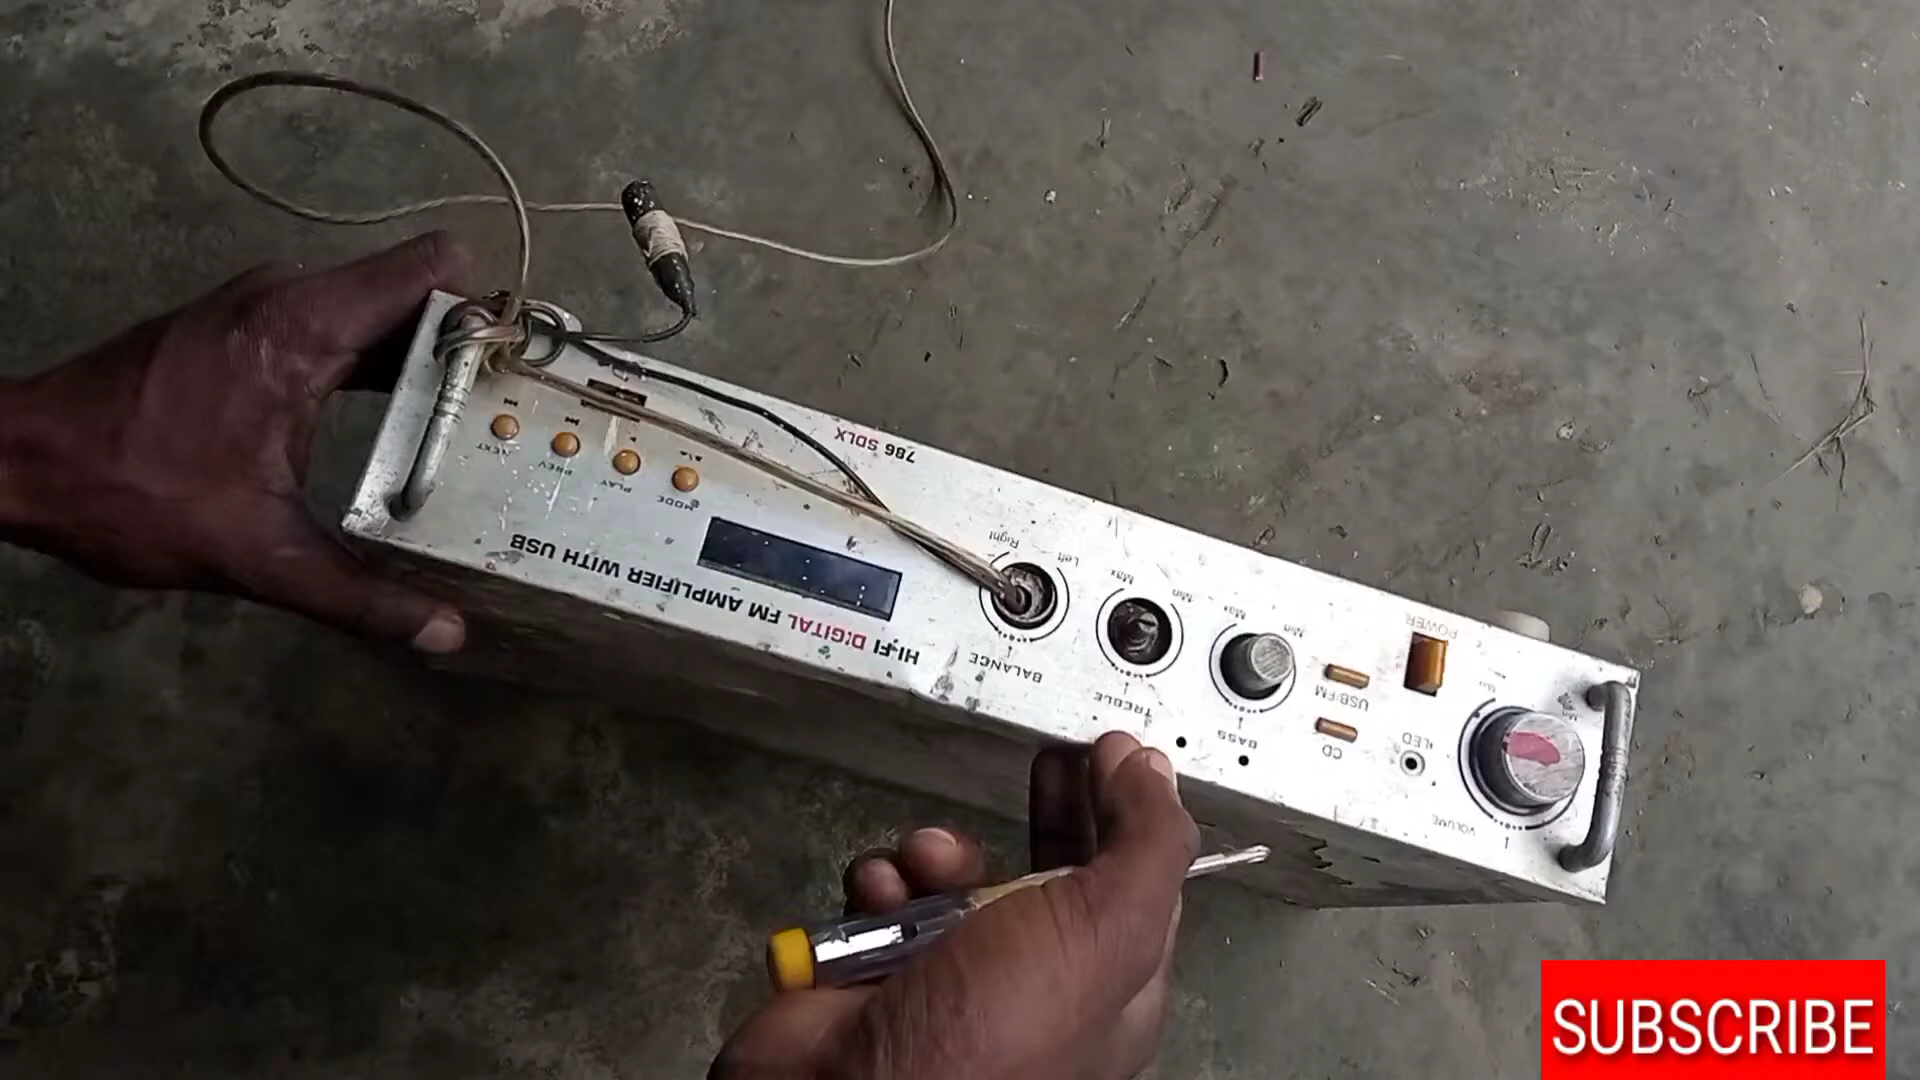 786 SDLX
NEXT
PREV
PLAY
MODE
HI-FI DIGITAL FM AMPLIFIER WITH USB
Right
Left
BALANCE
Max
Min
TREBLE
Max
Min
BASS
POWER
USB/FM
CD
LED
Min
VOLUME
SUBSCRIBE